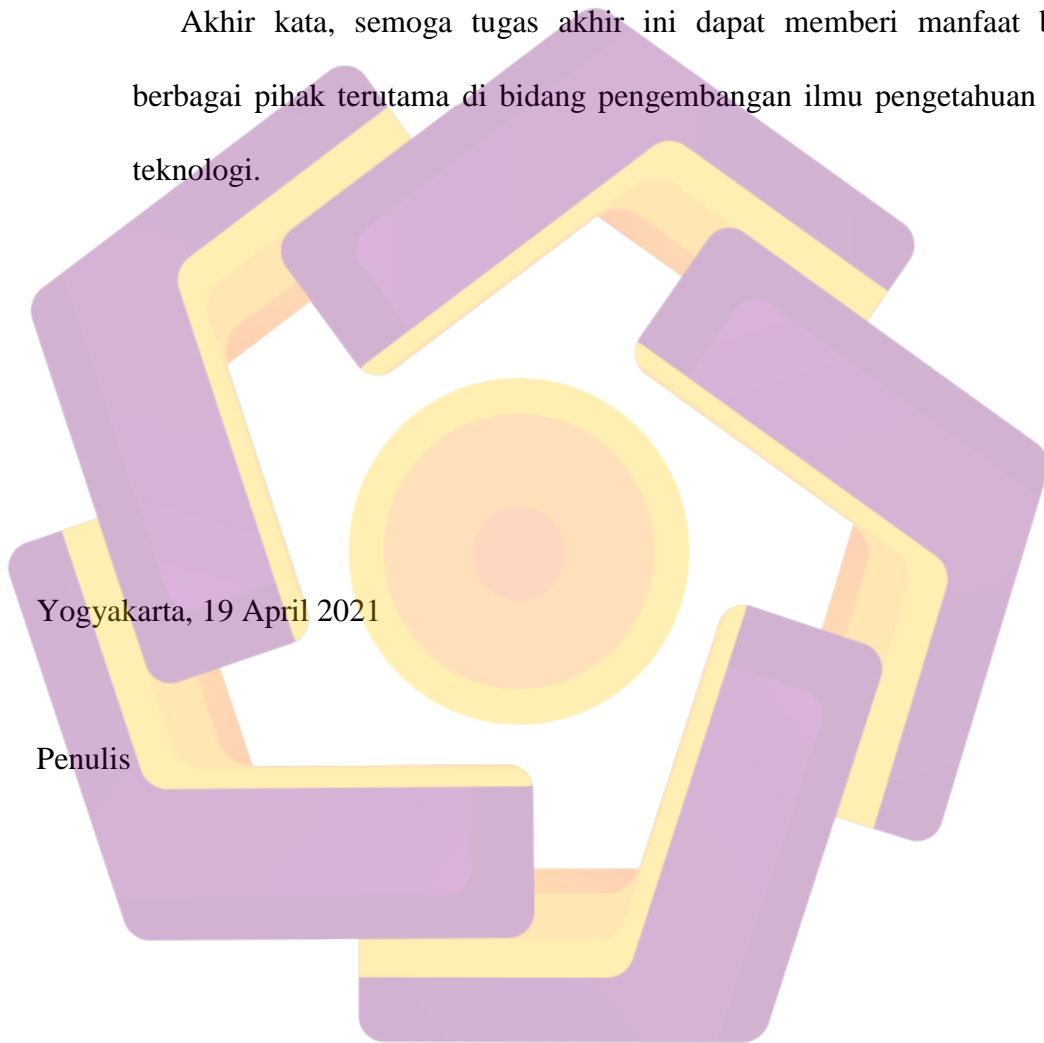 Akhir kata, semoga tugas akhir ini dapat memberi manfaat
berbagai pihak terutama di bidang pengembangan ilmu pengetahuan
teknologi.
Yogyakarta, 19 April 2021
Penulis